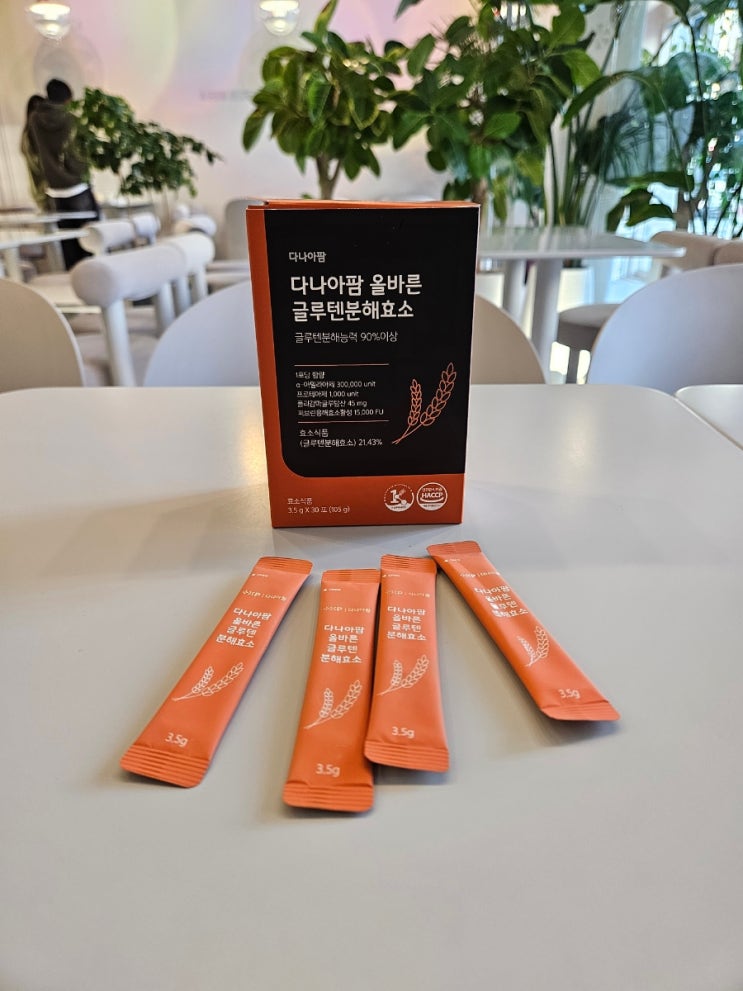 다나아팜
다나아팜 올바른
글루텐분해효소
글루텐분해능력 90%이상
1포당 함량
α-아밀라아제 300,000 unit
프로테아제 1,000 unit
폴리감마글루탐산 45 mg
피브린용해효소활성 15,000 FU
효소식품
(글루텐분해효소) 21.43%
효소식품
3.5 g X 30 포 (105 g)
K
HACCP
다나아팜
올바른
글루텐
분해효소
3.5g
다나아팜
다나아팜
올바른
글루텐
분해효소
3.5g
다나아팜
올바른
글루텐
분해효소
3.5g
다나아팜
올바른
글루텐
분해효소
3.5g